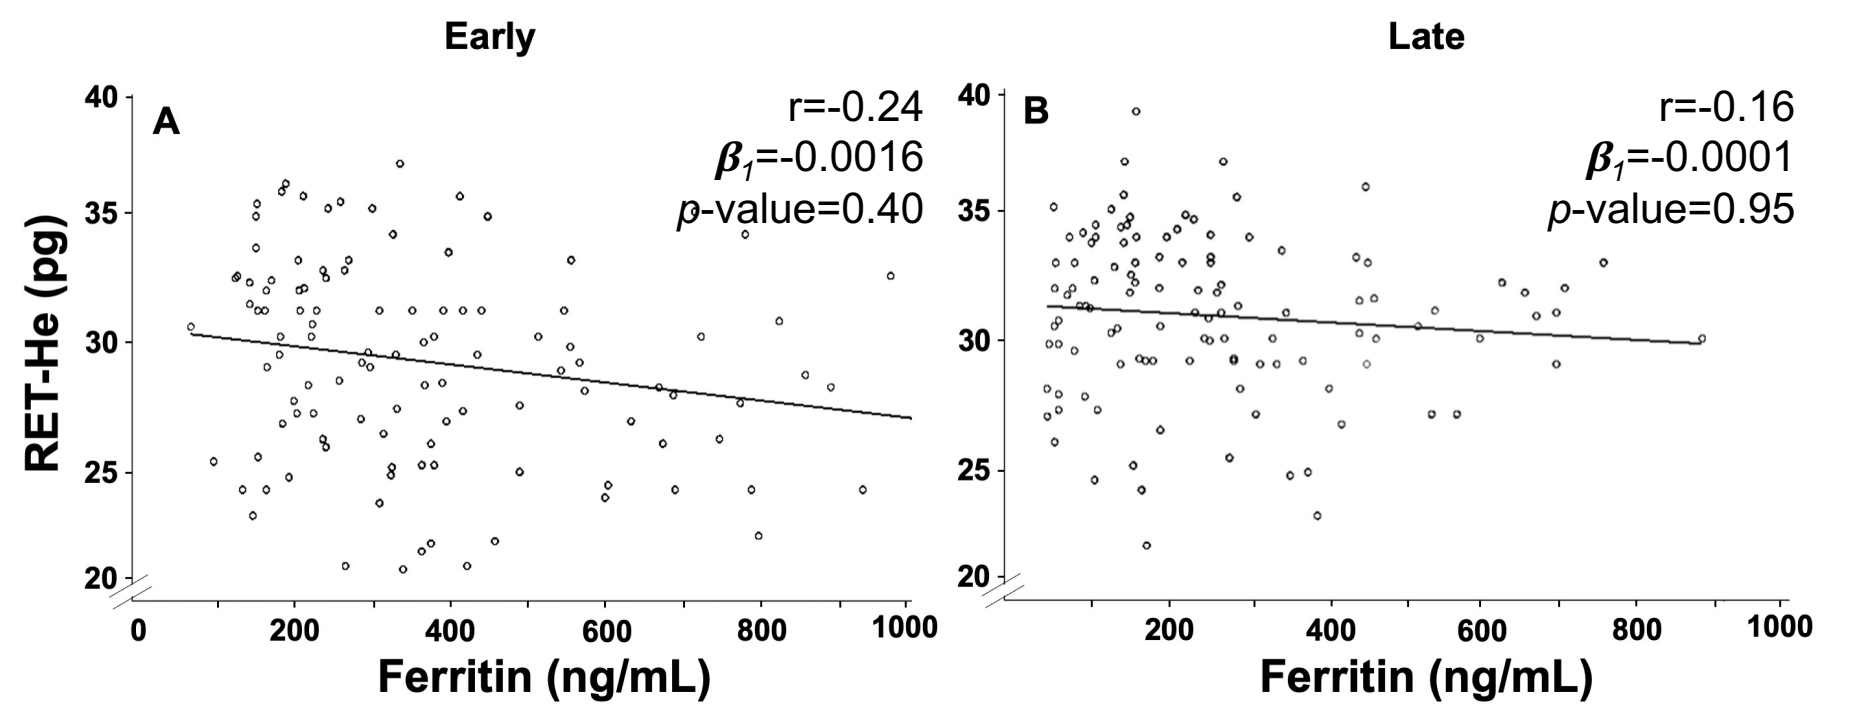 Early
Late
A
r=-0.24
β1=-0.0016
p-value=0.40
B
r=-0.16
β1=-0.0001
p-value=0.95
RET-He (pg)
40
35
30
25
20
40
35
30
25
20
0 200 400 600 800 1000
200 400 600 800 1000
Ferritin (ng/mL)
Ferritin (ng/mL)